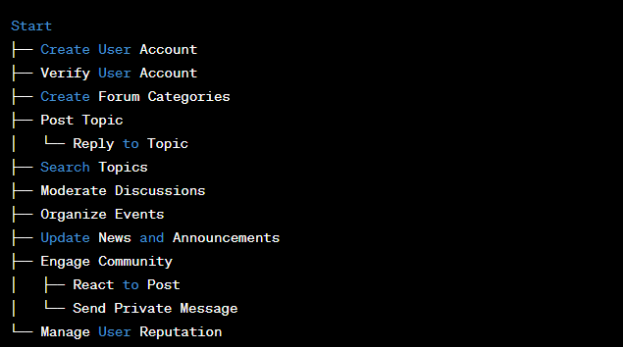 Start
├── Create User Account
├── Verify User Account
├── Create Forum Categories
├── Post Topic
│   └── Reply to Topic
├── Search Topics
├── Moderate Discussions
├── Organize Events
├── Update News and Announcements
├── Engage Community
│   ├── React to Post
│   └── Send Private Message
└── Manage User Reputation